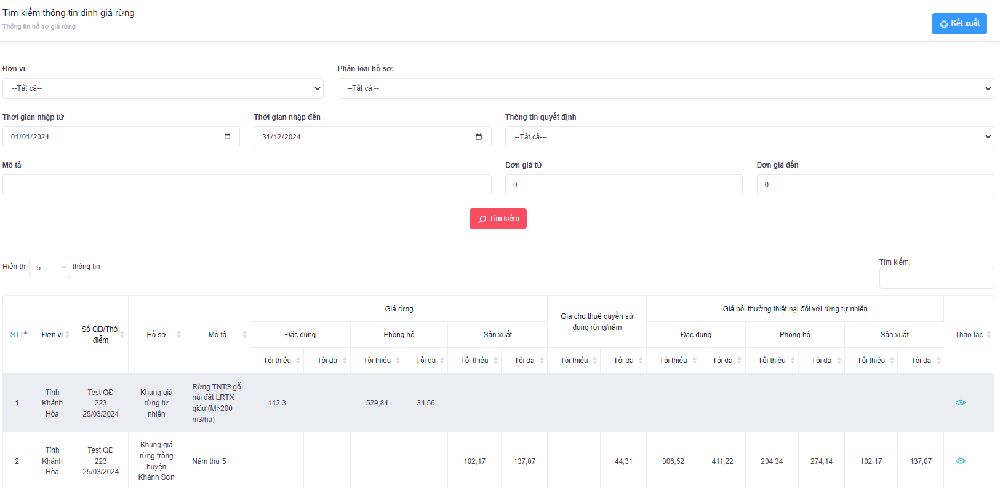 Tìm kiếm thông tin định giá rừng
Thông tin hồ sơ giá rừng
Kết xuất
Đơn vị
Phân loại hồ sơ:
--Tất cả--
--Tất cả --
Thời gian nhập từ
Thời gian nhập đến
Thông tin quyết định
01/01/2024
31/12/2024
--Tất cả---
Mô tả
Đơn giá từ
Đơn giá đến
0
0
Tìm kiếm
Hiển thị 5 thông tin
Tìm kiếm:
STT
Đơn vị
Số QĐ/Thời
điểm
Hồ sơ
Mô tả
Giá rừng
Giá cho thuê quyền sử
dụng rừng/năm
Giá bồi thường thiệt hại đối với rừng tự nhiên
Thao tác
Đặc dụng
Phòng hộ
Sản xuất
Đặc dụng
Phòng hộ
Sản xuất
Tối thiểu
Tối đa
Tối thiểu
Tối đa
Tối thiểu
Tối đa
Tối thiểu
Tối đa
Tối thiểu
Tối đa
Tối thiểu
Tối đa
Tối thiểu
Tối đa
1
Tỉnh
Khánh
Hòa
Test QĐ
223
25/03/2024
Khung giá
rừng tự
nhiên
Rừng TNTS gỗ
núi đất LRTX
giàu (M>200
m3/ha)
112,3
529,84
34,56
2
Tỉnh
Khánh
Hòa
Test QĐ
223
25/03/2024
Khung giá
rừng trồng
huyện
Khánh Sơn
Năm thứ 5
102,17
137,07
44,31
306,52
411,22
204,34
274,14
102,17
137,07